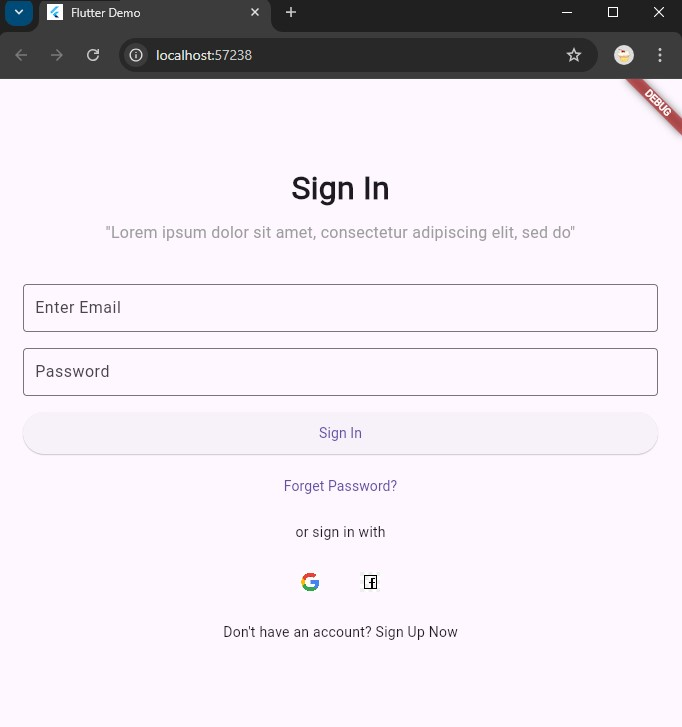 Flutter Demo
localhost:57238
DEBUG
Sign In
"Lorem ipsum dolor sit amet, consectetur adipiscing elit, sed do"
Enter Email
Password
Sign In
Forget Password?
or sign in with
Don't have an account? Sign Up Now